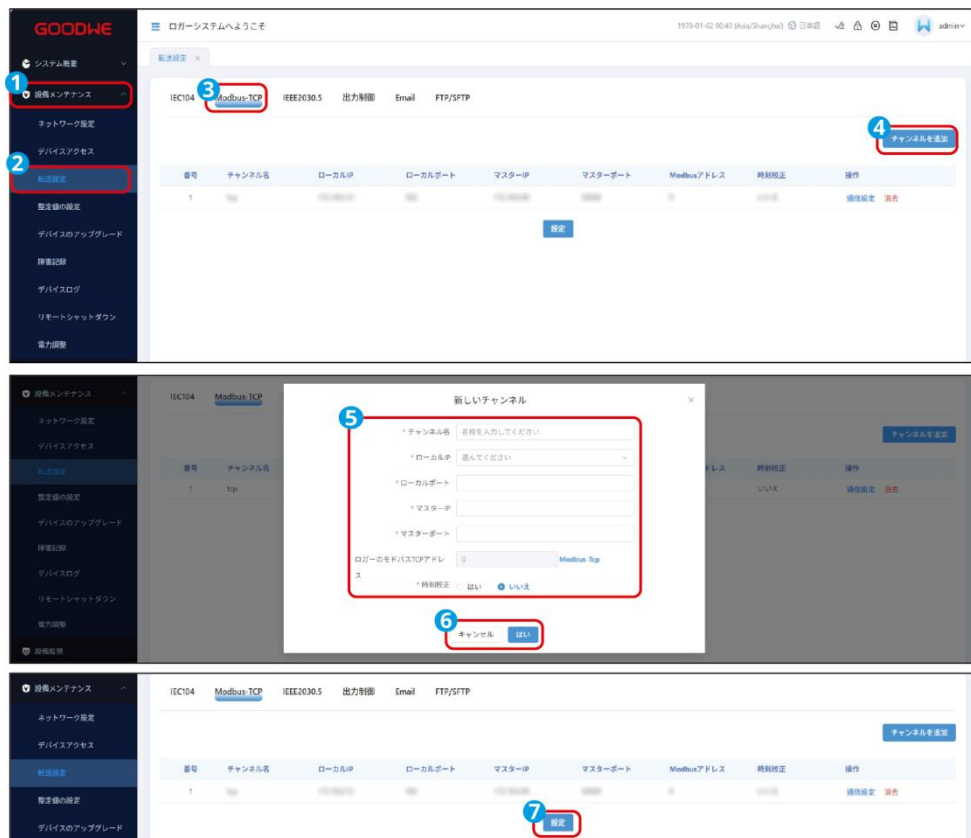 GOODWE
ロガーシステムへようこそ
1970-01-02 00:40 (Asia/Shanghai) 日本語 admin
システム概要
転送設定 ×
1
設備メンテナンス
3
IEC104 Modbus-TCP IEEE2030.5 出力制御 Email FTP/SFTP
ネットワーク設定
4
チャンネルを追加
デバイスアクセス
2
転送設定
番号 チャンネル名 ローカルIP ローカルポート マスターIP マスターポート Modbusアドレス 時刻校正 操作
1 通信設定 消去
整定値の設定
設定
デバイスのアップグレード
障害記録
デバイスログ
リモートシャットダウン
電力調整
設備メンテナンス
IEC104 Modbus-TCP
新しいチャンネル ×
5
ネットワーク設定
* チャンネル名 名称を入力してください
チャンネルを追加
デバイスアクセス
* ローカルIP 選んでください
転送設定
番号 チャンネル名 ドレス 時刻校正 操作
* ローカルポート
1 tcp いいえ 通信設定 消去
整定値の設定
* マスターIP
デバイスのアップグレード
* マスターポート
障害記録
ロガーのモドバスTCPアドレス 0 Modbus-Tcp
デバイスログ
* 時刻校正 はい いいえ
リモートシャットダウン
6
電力調整
キャンセル はい
設備監視
設備メンテナンス
IEC104 Modbus-TCP IEEE2030.5 出力制御 Email FTP/SFTP
ネットワーク設定
チャンネルを追加
デバイスアクセス
転送設定
番号 チャンネル名 ローカルIP ローカルポート マスターIP マスターポート Modbusアドレス 時刻校正 操作
1 通信設定 消去
整定値の設定
7
設定
デバイスのアップグレード